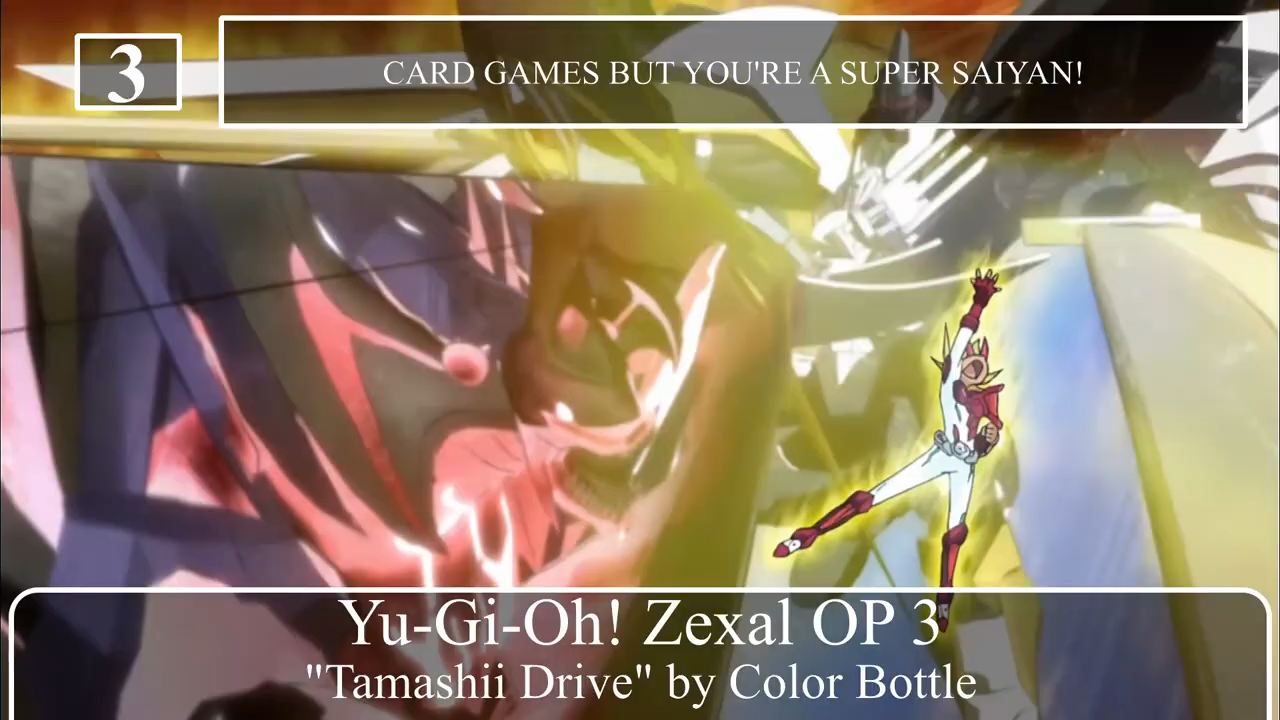 3
CARD GAMES BUT YOU'RE A SUPER SAIYAN!
Yu-Gi-Oh! Zexal OP 3
"Tamashii Drive" by Color Bottle